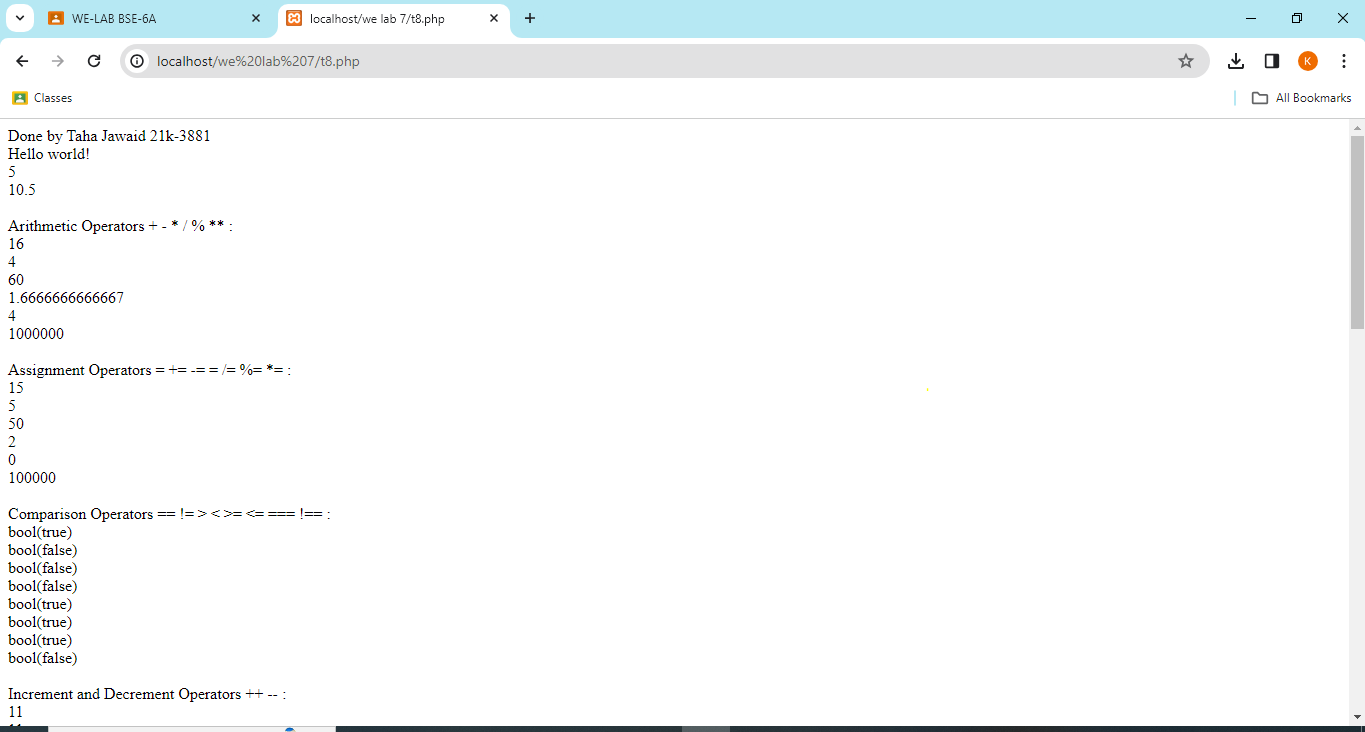 WE-LAB BSE-6A
localhost/we lab 7/t8.php
localhost/we%20lab%207/t8.php
K
Classes
All Bookmarks
Done by Taha Jawaid 21k-3881
Hello world!
5
10.5
Arithmetic Operators + - * / % ** :
16
4
60
1.6666666666667
4
1000000
Assignment Operators = += -= = /= %= *= :
15
5
50
2
0
100000
Comparison Operators == != > < >= <= === !== :
bool(true)
bool(false)
bool(false)
bool(false)
bool(true)
bool(true)
bool(true)
bool(false)
Increment and Decrement Operators ++ -- :
11